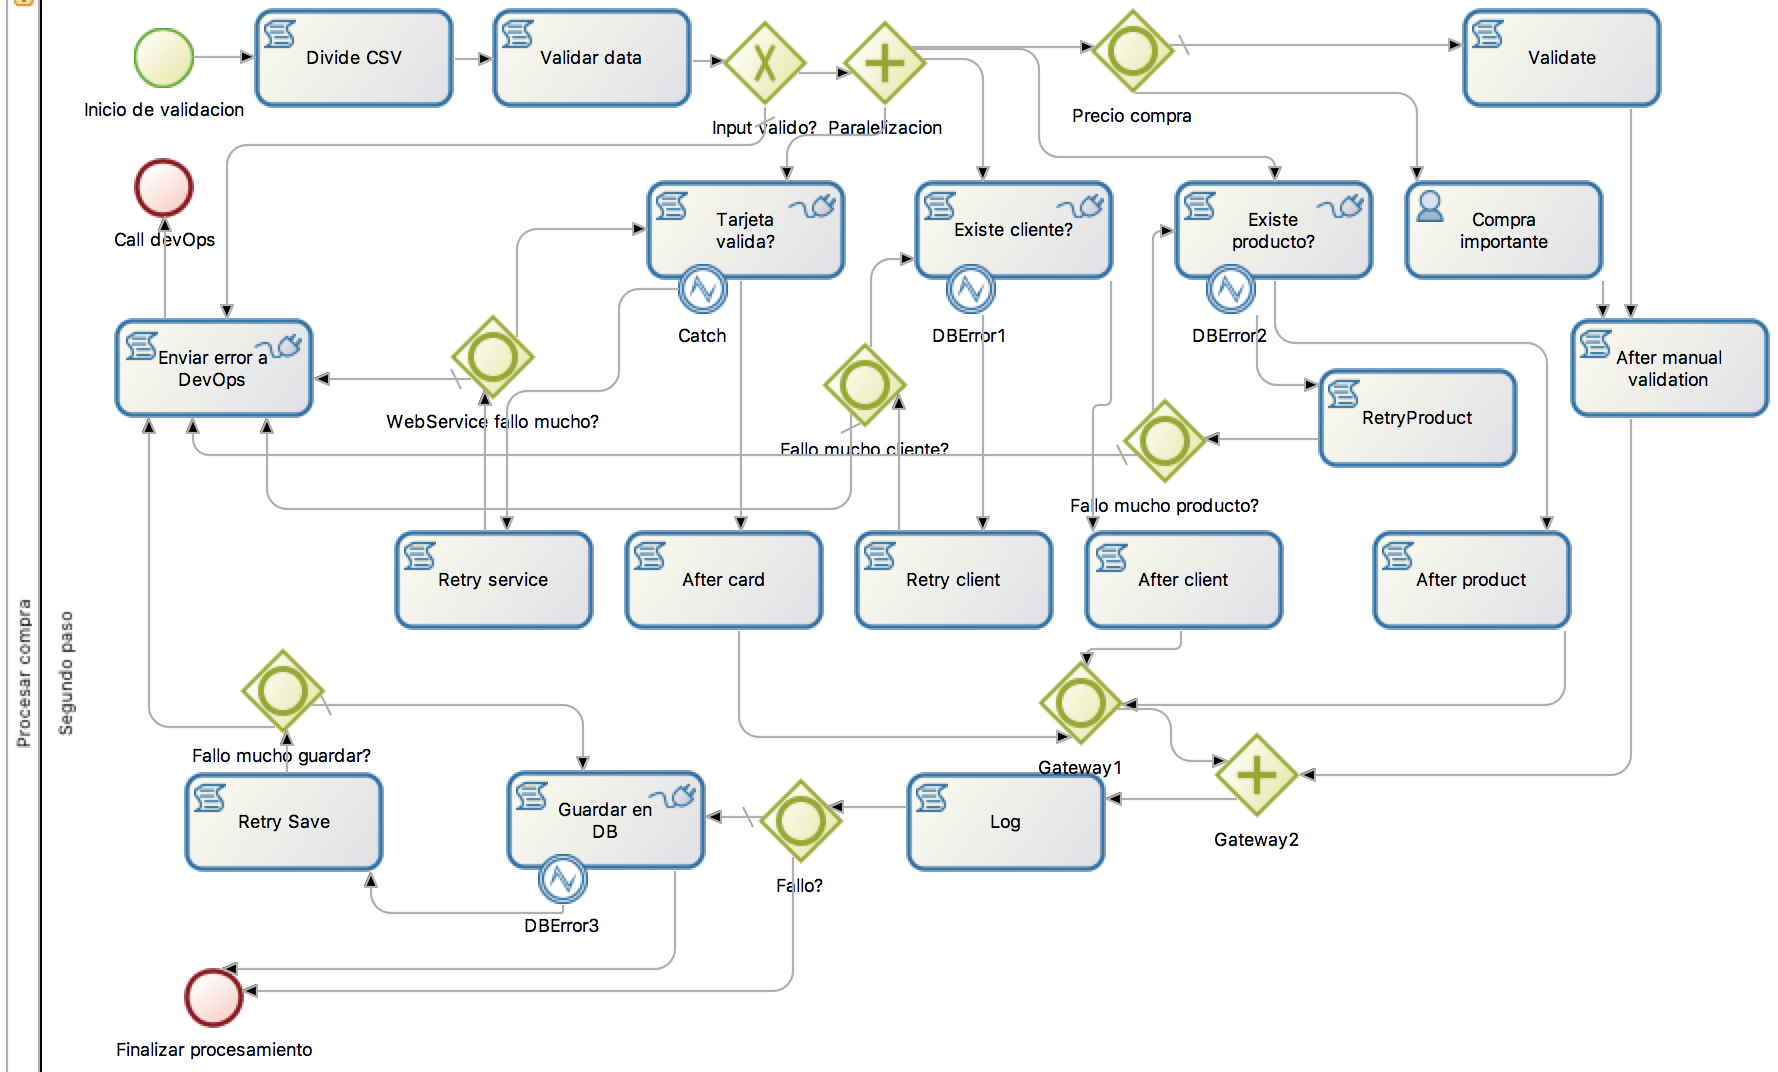 Divide CSV
Validar data
Validate
Inicio de validacion
Input valido?
Paralelizacion
Precio compra
Call devOps
Tarjeta
valida?
Existe cliente?
Existe
producto?
Compra
importante
Catch
DBError1
DBError2
Enviar error a
DevOps
After manual
validation
WebService fallo mucho?
Fallo mucho cliente?
RetryProduct
Fallo mucho producto?
Retry service
After card
Retry client
After client
After product
Procesar compra
Segundo paso
Fallo mucho guardar?
Gateway1
Retry Save
Guardar en
DB
Log
Gateway2
Fallo?
DBError3
Finalizar procesamiento